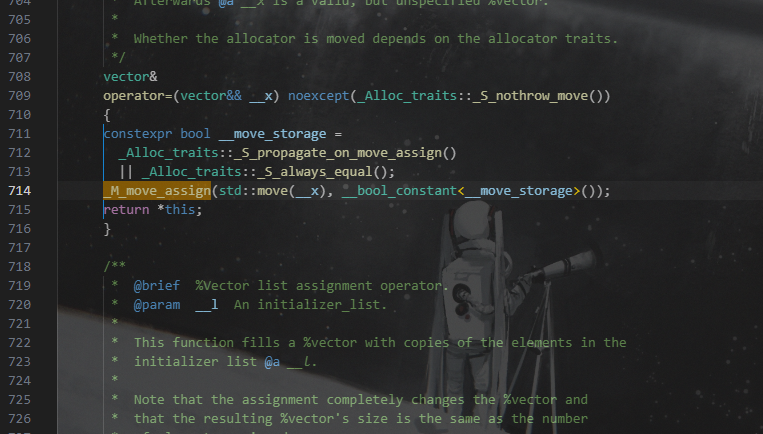 704 * Afterwards @a __x is a valid, but unspecified %vector.
705 *
706 * Whether the allocator is moved depends on the allocator traits.
707 */
708 vector&
709 operator=(vector&& __x) noexcept(_Alloc_traits::_S_nothrow_move())
710 {
711 constexpr bool __move_storage =
712 _Alloc_traits::_S_propagate_on_move_assign()
713 || _Alloc_traits::_S_always_equal();
714 _M_move_assign(std::move(__x), __bool_constant<__move_storage>());
715 return *this;
716 }
717
718 /**
719 * @brief %Vector list assignment operator.
720 * @param __l An initializer_list.
721 *
722 * This function fills a %vector with copies of the elements in the
723 * initializer list @a __l.
724 *
725 * Note that the assignment completely changes the %vector and
726 * that the resulting %vector's size is the same as the number